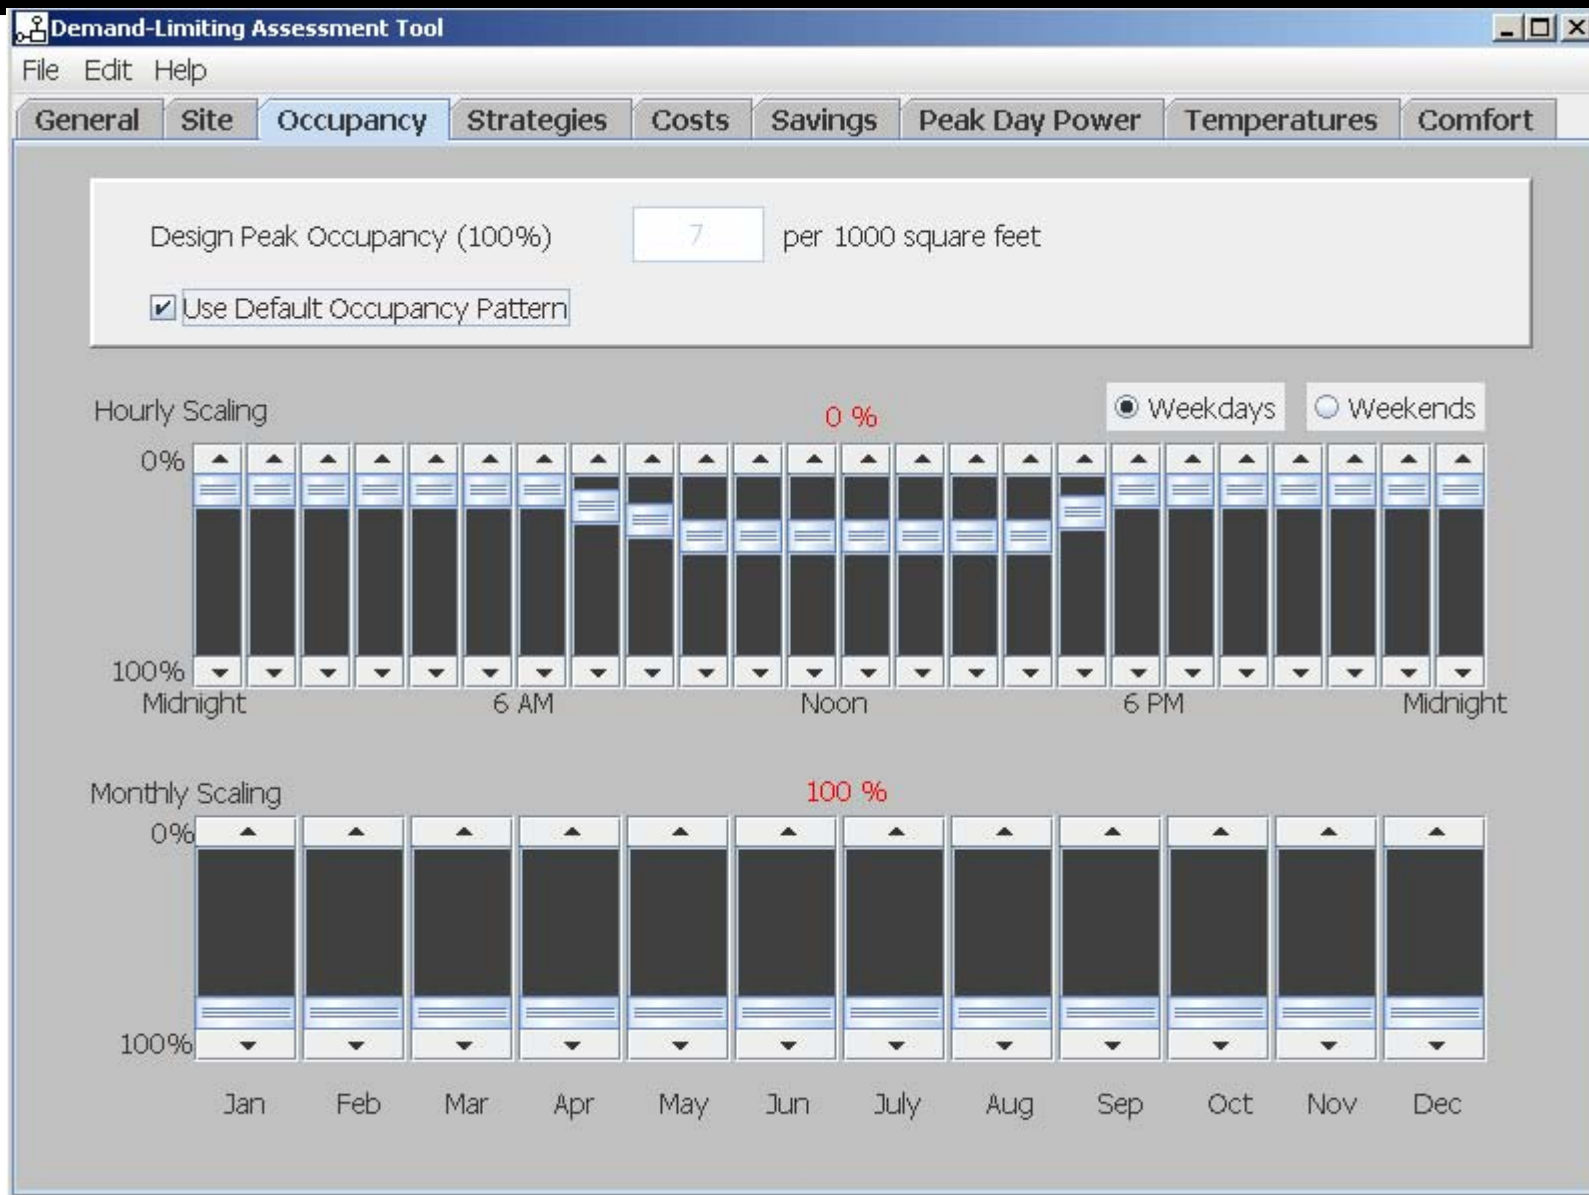 Demand-Limiting Assessment Tool
File Edit Help
General Site Occupancy Strategies Costs Savings Peak Day Power Temperatures Comfort
Design Peak Occupancy (100%) 7 per 1000 square feet
Use Default Occupancy Pattern
Hourly Scaling 0 % Weekdays Weekends
0%
100%
Midnight 6 AM Noon 6 PM Midnight
Monthly Scaling 100 %
0%
100%
Jan Feb Mar Apr May Jun July Aug Sep Oct Nov Dec